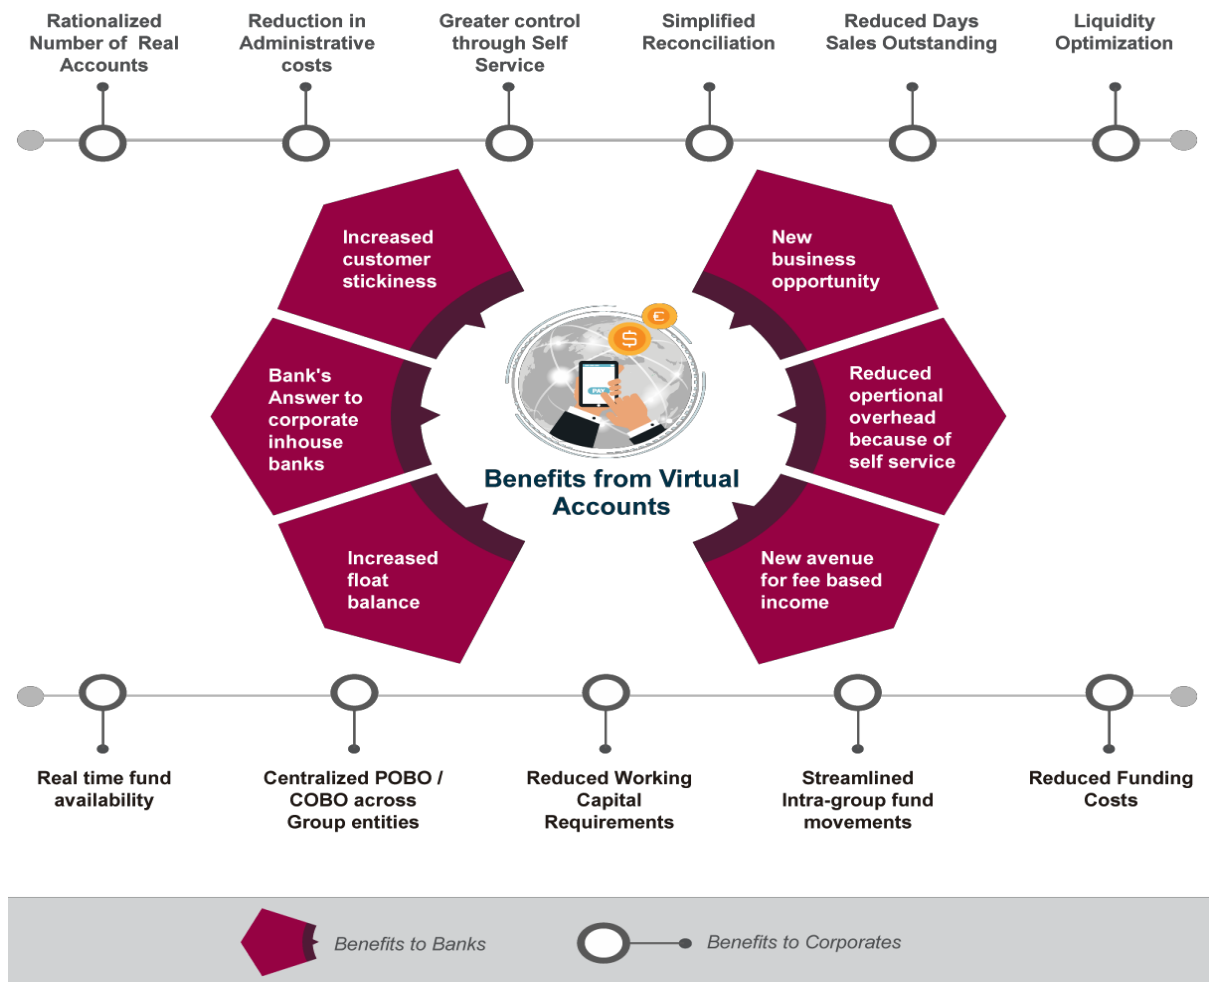 Rationalized
Number of Real
Accounts
Reduction in
Administrative
costs
Greater control
through Self
Service
Simplified
Reconciliation
Reduced Days
Sales Outstanding
Liquidity
Optimization
Increased
customer
stickiness
New
business
opportunity
Bank's
Answer to
corporate
inhouse
banks
€
$
PAY
Benefits from Virtual
Accounts
Reduced
opertional
overhead
because of
self service
Increased
float
balance
New avenue
for fee based
income
Real time fund
availability
Centralized POBO /
COBO across
Group entities
Reduced Working
Capital
Requirements
Streamlined
Intra-group fund
movements
Reduced Funding
Costs
Benefits to Banks
Benefits to Corporates